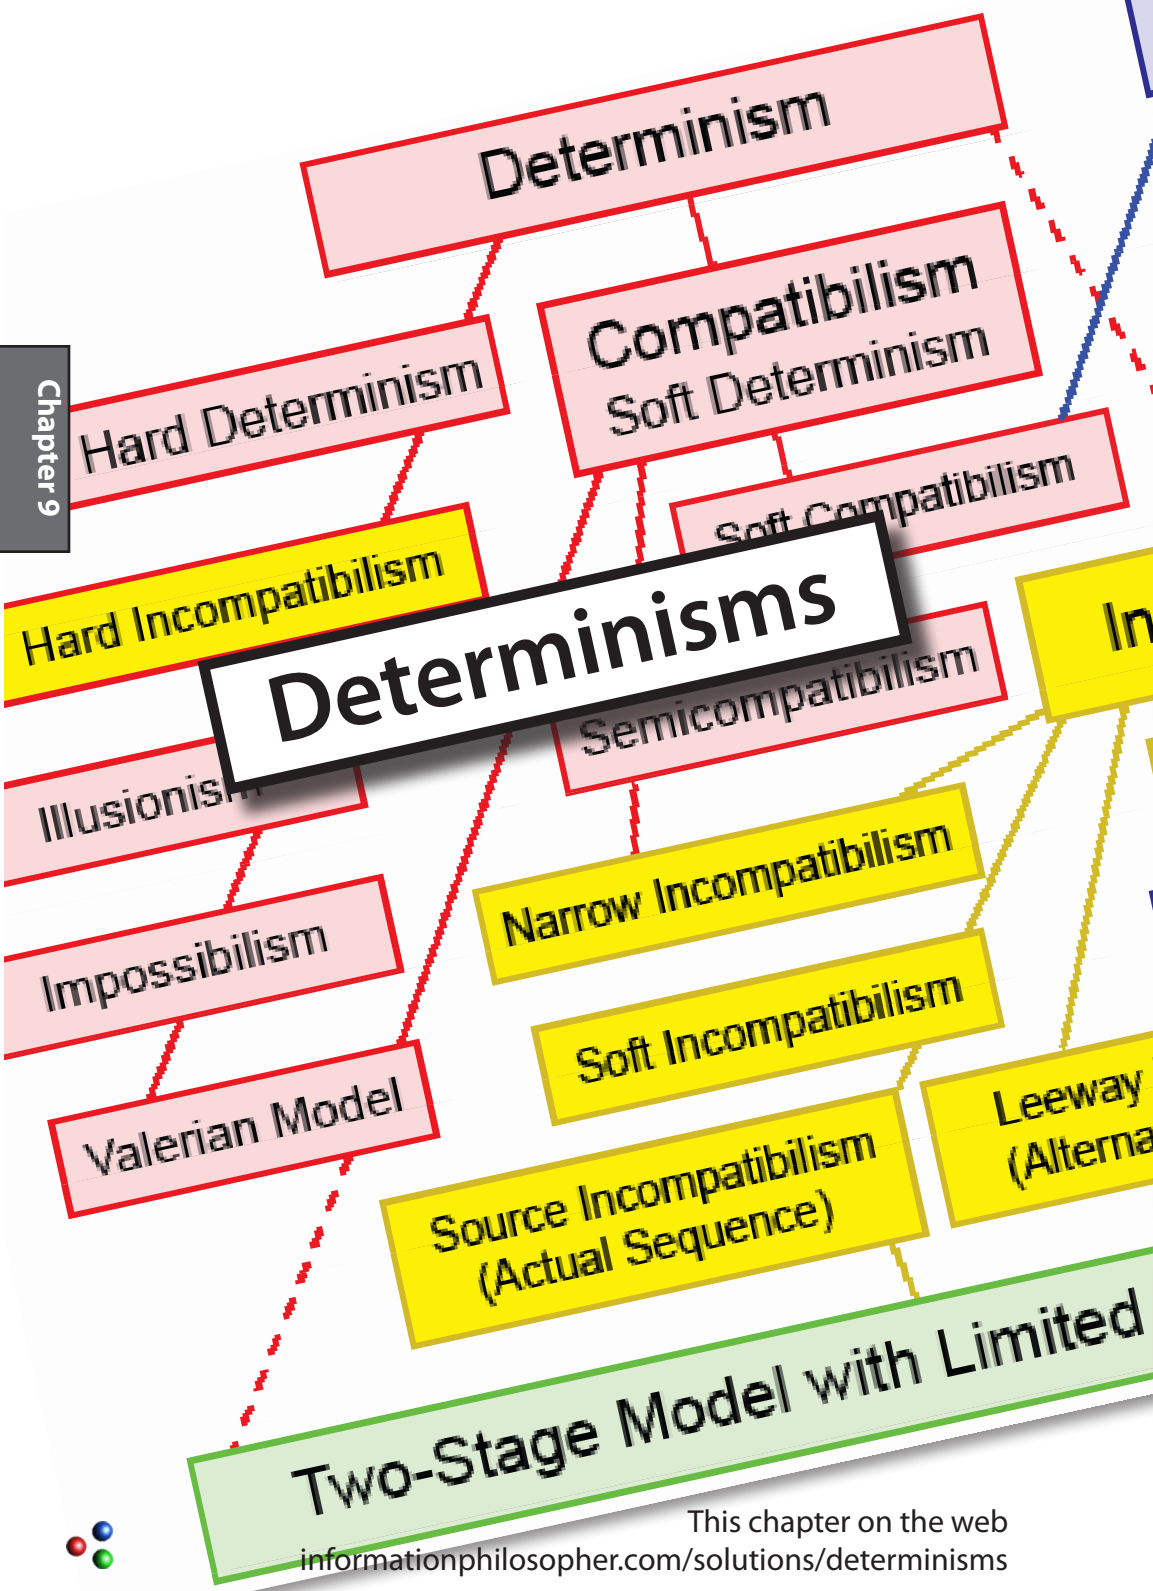 Determinism
Compatibilism
Soft Determinism
Hard Determinism
Chapter 9
Soft Compatibilism
Hard Incompatibilism
In
Determinisms
Semicompatibilism
Illusionism
Narrow Incompatibilism
Impossibilism
Soft Incompatibilism
Leeway
(Alterna
Valerian Model
Source Incompatibilism
(Actual Sequence)
Two-Stage Model with Limited
This chapter on the web
informationphilosopher.com/solutions/determinisms